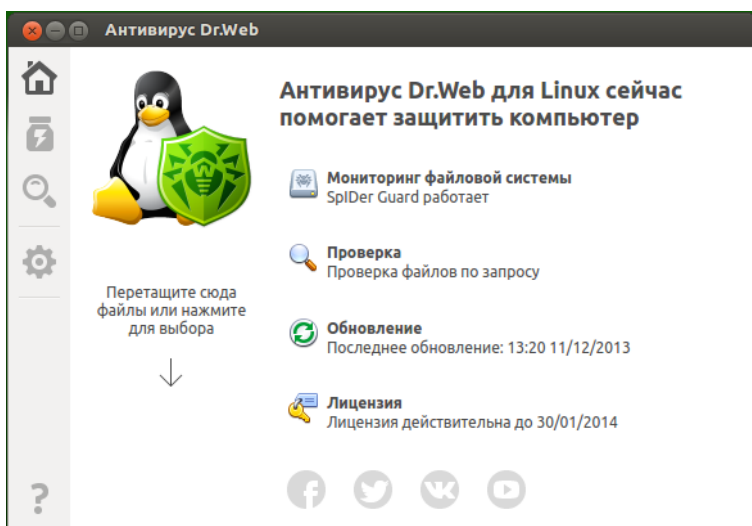 Антивирус Dr.Web
Антивирус Dr.Web для Linux сейчас
помогает защитить компьютер
Мониторинг файловой системы
SpIDer Guard работает
Проверка
Проверка файлов по запросу
Перетащите сюда
файлы или нажмите
для выбора
Обновление
Последнее обновление: 13:20 11/12/2013
Лицензия
Лицензия действительна до 30/01/2014
?